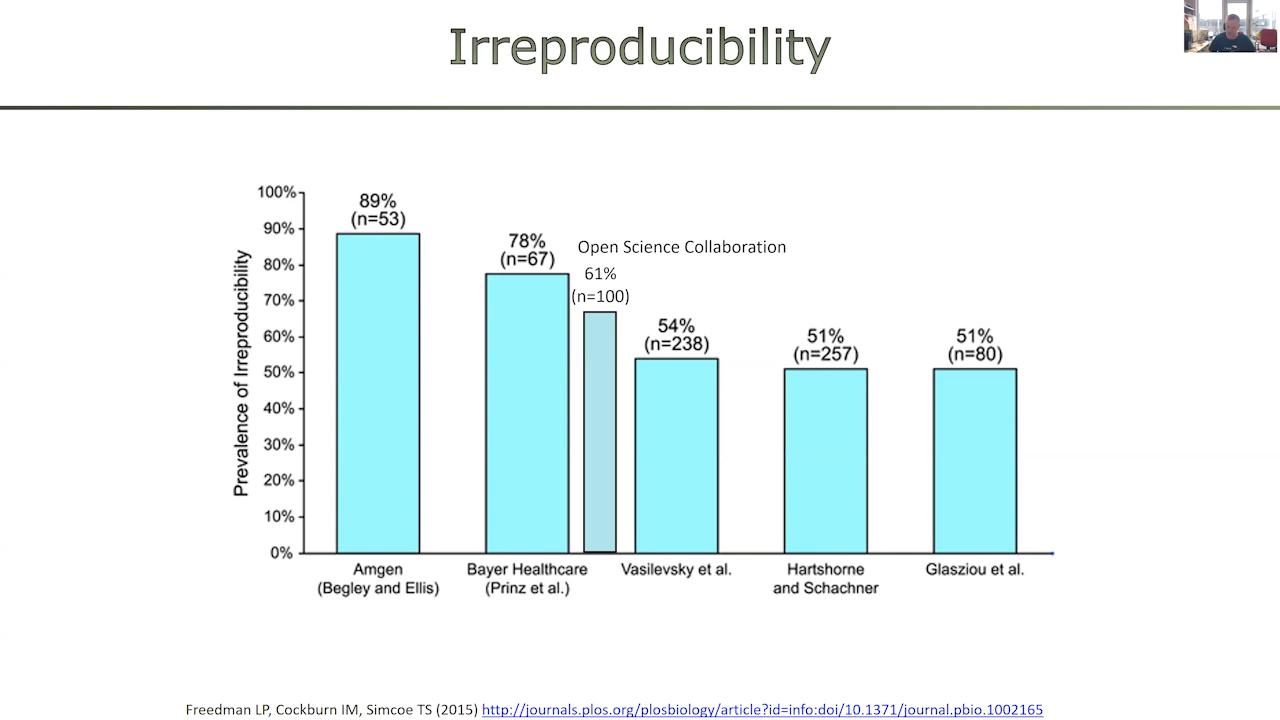 Irreproducibility
100%
90%
80%
70%
60%
50%
40%
30%
20%
10%
0%
Prevalence of Irreproducibility
89%
(n=53)
78%
(n=67)
Open Science Collaboration
61%
(n=100)
54%
(n=238)
51%
(n=257)
51%
(n=80)
Amgen
(Begley and Ellis)
Bayer Healthcare
(Prinz et al.)
Vasilevsky et al.
Hartshorne
and Schachner
Glasziou et al.
Freedman LP, Cockburn IM, Simcoe TS (2015) http://journals.plos.org/plosbiology/article?id=info:doi/10.1371/journal.pbio.1002165